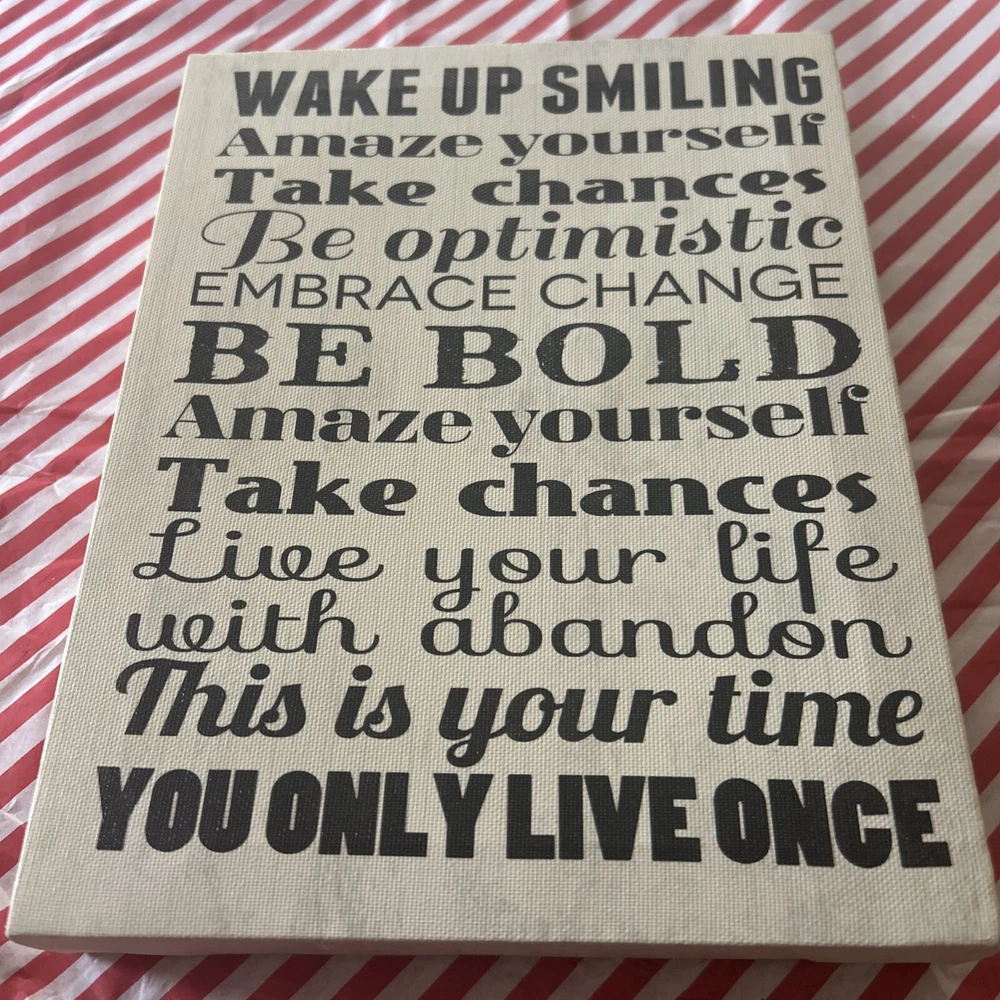 WAKE UP SMILING
Amaze yourself
Take chances
Be optimistic
EMBRACE CHANGE
BE BOLD
Amaze yourself
Take chances
Live your life
with abandon
This is your time
YOU ONLY LIVE ONCE